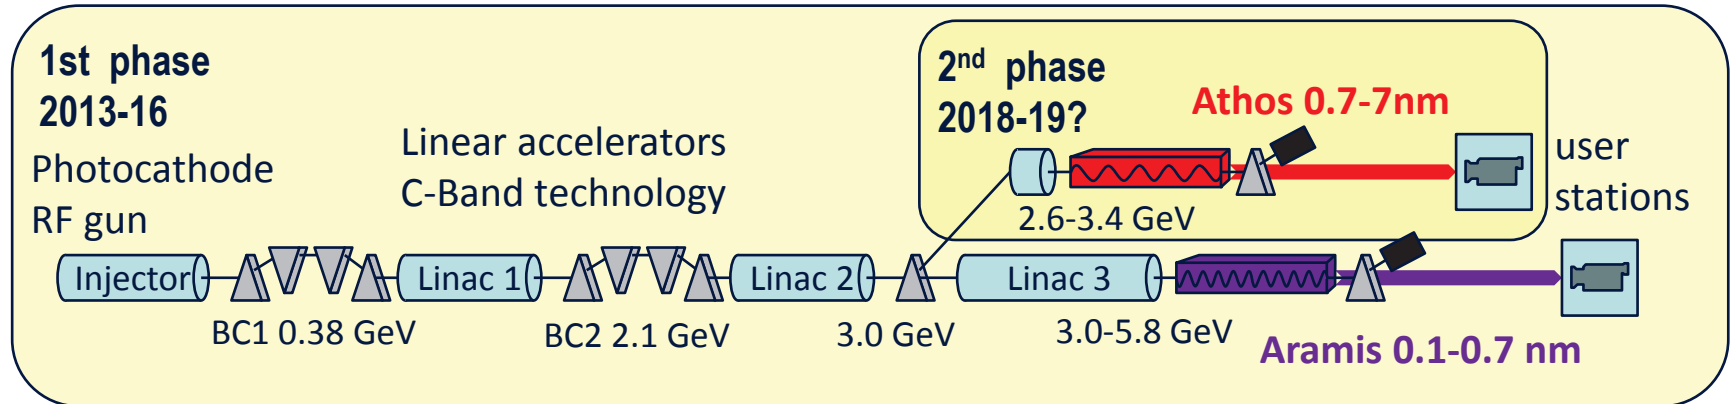 1st phase
2013-16
Photocathode
RF gun
Linear accelerators
C-Band technology
2nd phase
2018-19?
Athos 0.7-7nm
user
stations
2.6-3.4 GeV
Injector
Linac 1
Linac 2
Linac 3
BC1 0.38 GeV
BC2 2.1 GeV
3.0 GeV
3.0-5.8 GeV
Aramis 0.1-0.7 nm